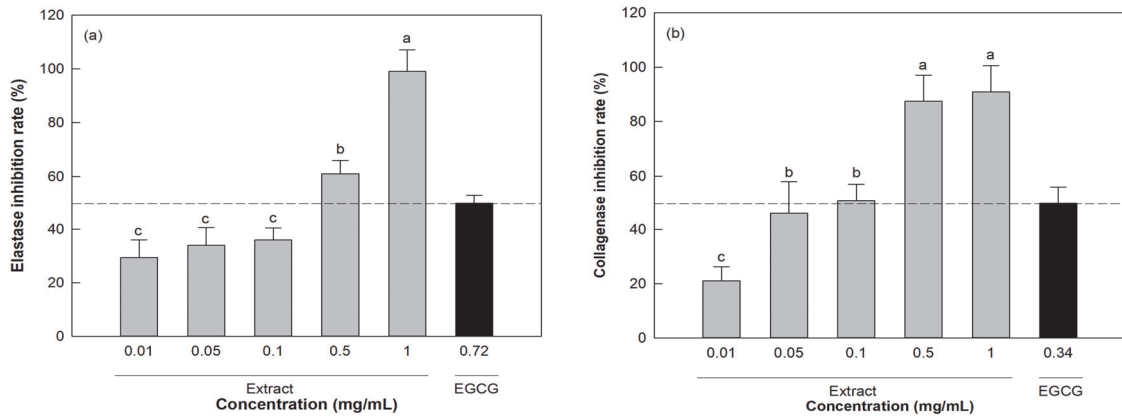 (a)
Elastase inhibition rate (%)
120
100
80
60
40
20
0
c
c
c
b
a
0.01 0.05 0.1 0.5 1 0.72
Extract EGCG
Concentration (mg/mL)
(b)
Collagenase inhibition rate (%)
120
100
80
60
40
20
0
c
b
b
a
a
0.01 0.05 0.1 0.5 1 0.34
Extract EGCG
Concentration (mg/mL)